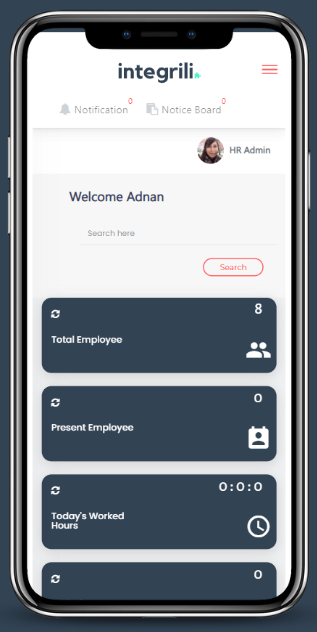 integrili
Notification 0
Notice Board 0
HR Admin
Welcome Adnan
Search here
Search
8
Total Employee
0
Present Employee
0:0:0
Today's Worked
Hours
0